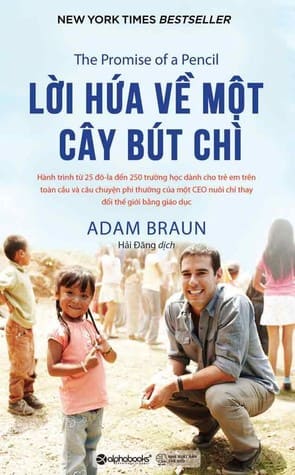 NEW YORK TIMES BESTSELLER
The Promise of a Pencil
LỜI HỨA VỀ MỘT
CÂY BÚT CHÌ
Hành trình từ 25 đô-la đến 250 trường học dành cho trẻ em trên
toàn cầu và câu chuyện phi thường của một CEO nuôi chí thay
đổi thế giới bằng giáo dục
ADAM BRAUN
Hải Đăng dịch
alphabooks